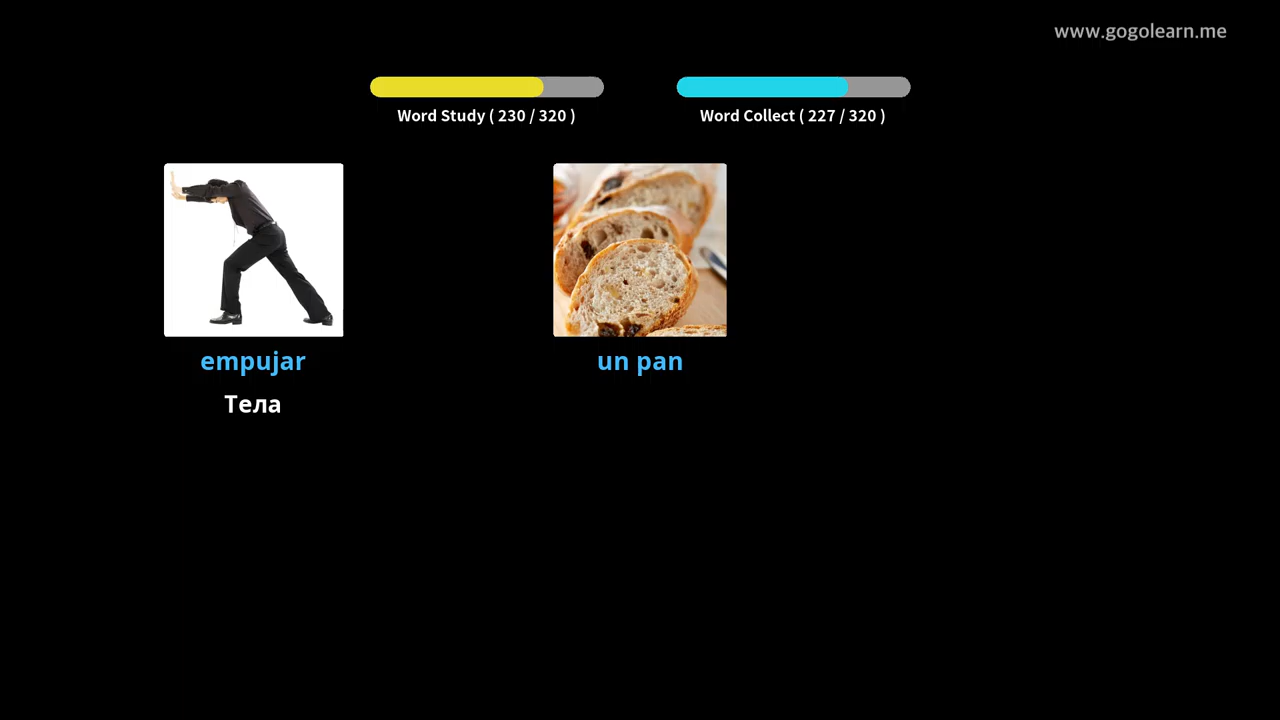 www.gogolearn.me
Word Study ( 230 / 320 )
Word Collect ( 227 / 320 )
empujar
un pan
Тела